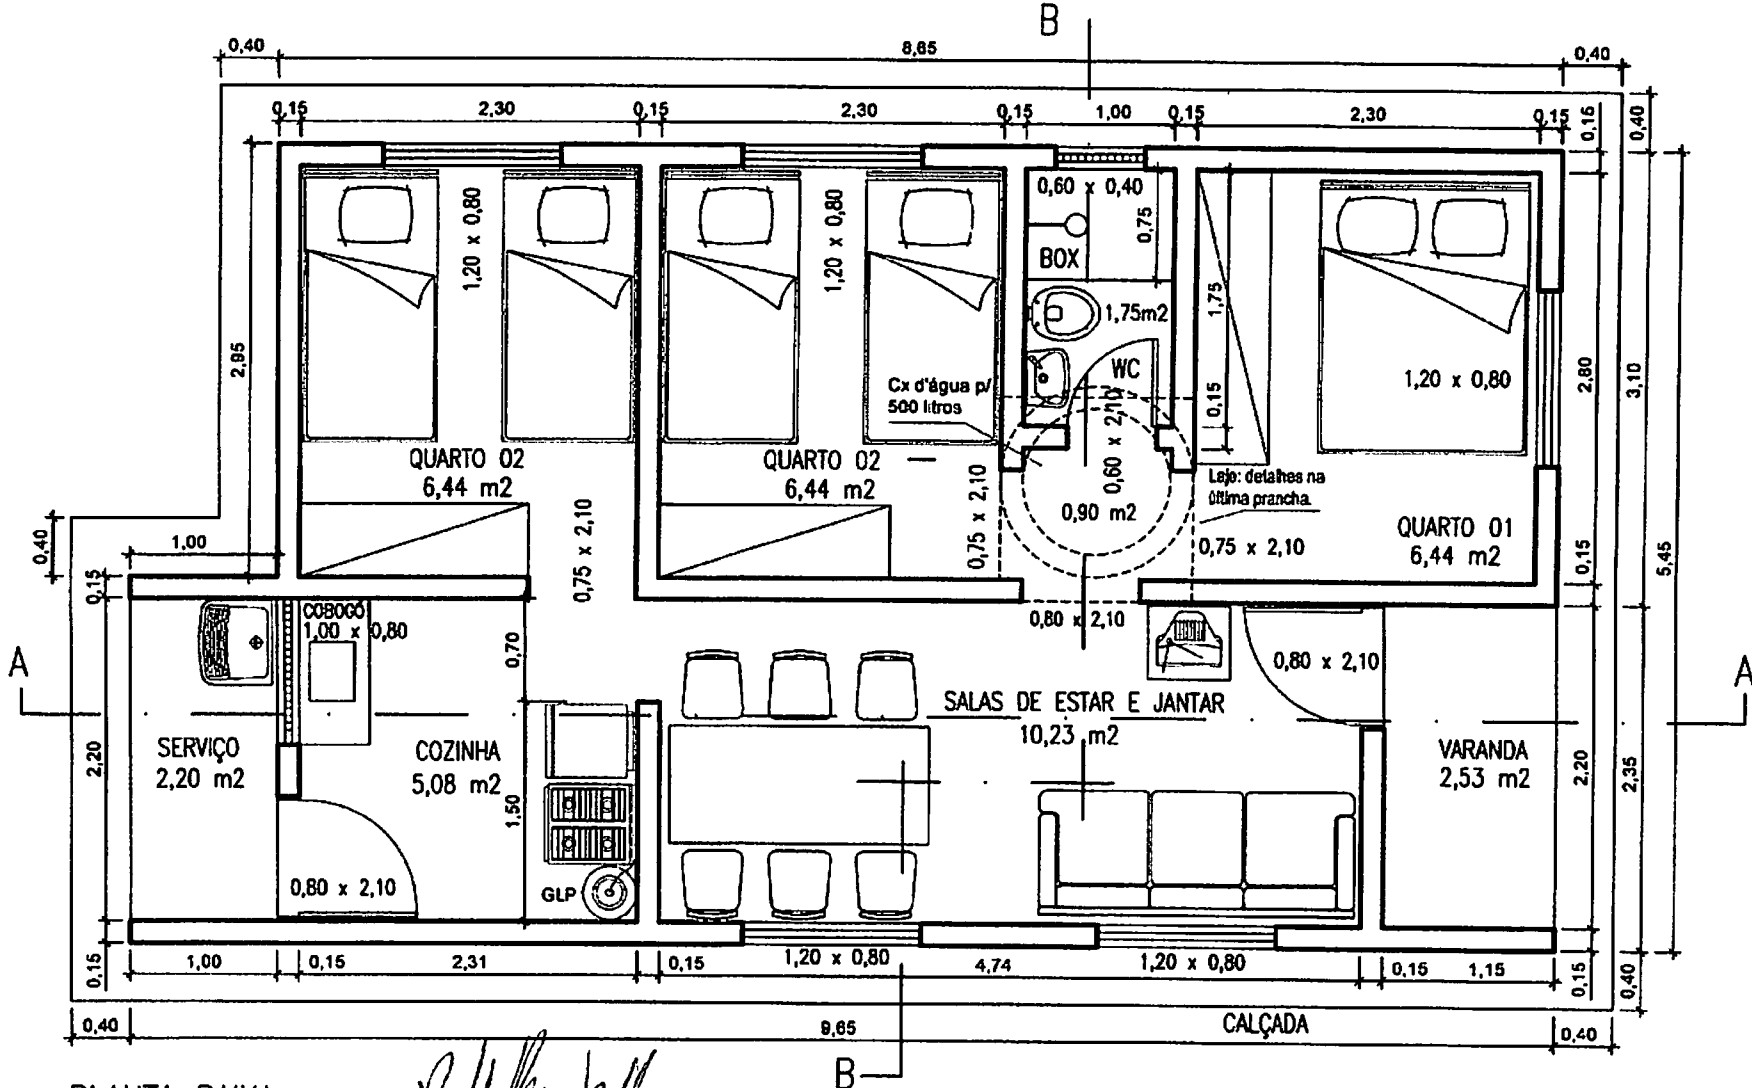 B
0,40
8,65
0,40
0,15 2,30 0,15 2,30 0,15 1,00 0,15 2,30 0,15
0,15
0,40
1,20 x 0,80
1,20 x 0,80
0,60 x 0,40
0,75
BOX
1,75m2
WC
1,75
0,15
1,20 x 0,80
2,80
3,10
2,95
Cx d'água p/
500 litros
QUARTO 02
6,44 m2
QUARTO 02
6,44 m2
0,60 x 2,10
0,90 m2
Laje: detalhes na
última prancha.
QUARTO 01
6,44 m2
0,75 x 2,10
0,75 x 2,10
0,75 x 2,10
0,15
5,45
0,40
1,00
0,15
COBOGÓ
1,00 x 0,80
0,70
0,80 x 2,10
0,80 x 2,10
A
A
SALAS DE ESTAR E JANTAR
10,23 m2
SERVIÇO
2,20 m2
COZINHA
5,08 m2
VARANDA
2,53 m2
2,20
1,50
2,20
2,35
0,80 x 2,10
GLP
0,15
1,00 0,15 2,31 0,15 1,20 x 0,80 4,74 1,20 x 0,80 0,15 1,15
0,15
0,40
0,40
9,65
CALÇADA
0,40
B